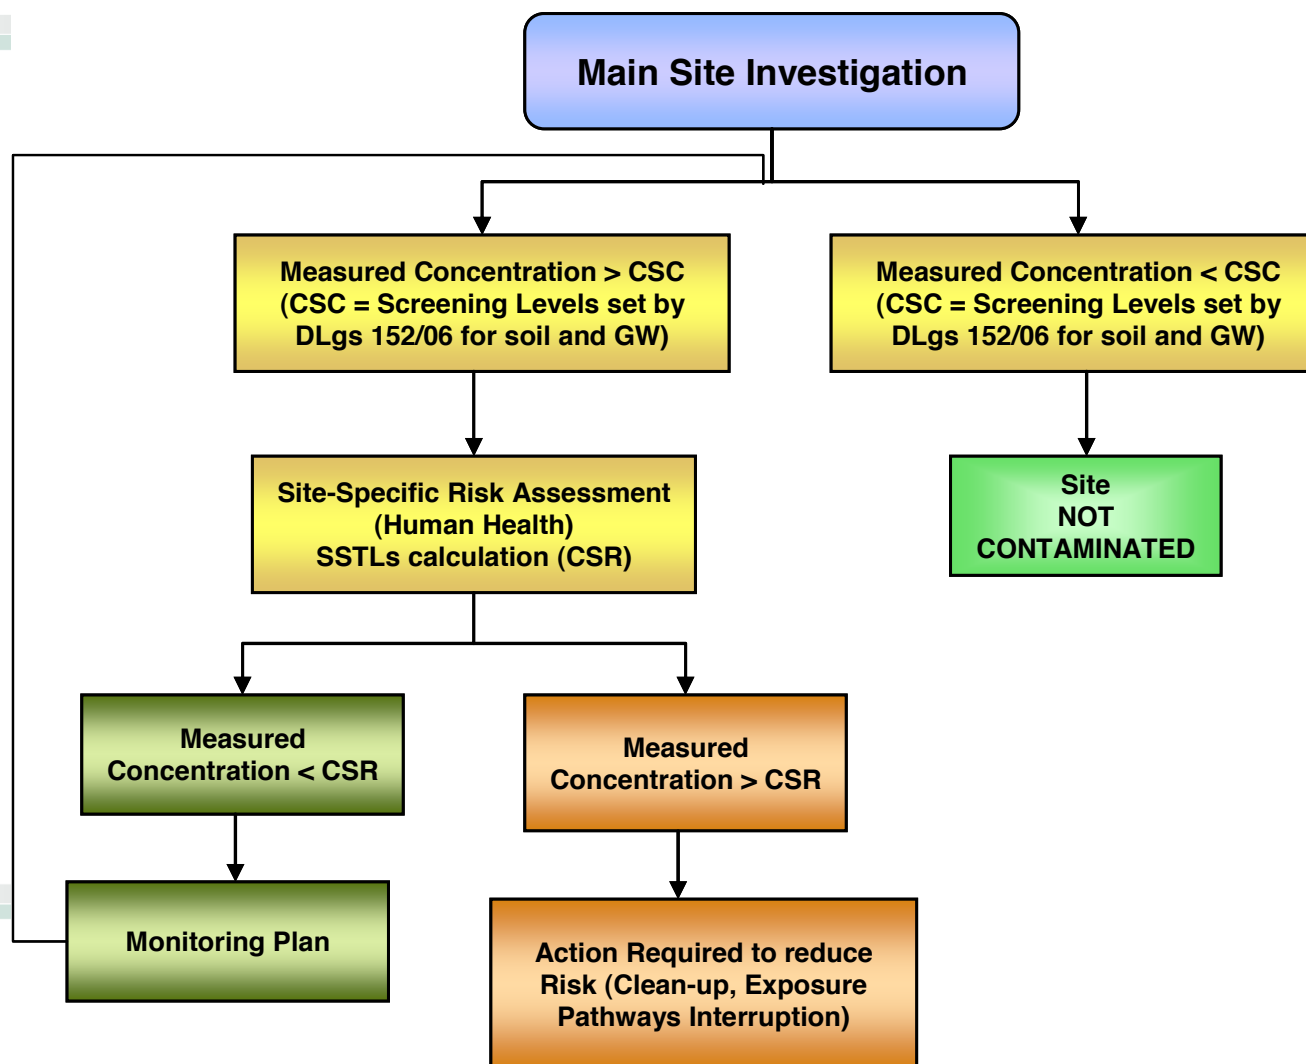 Main Site Investigation
Measured Concentration > CSC
(CSC = Screening Levels set by
DLgs 152/06 for soil and GW)
Measured Concentration < CSC
(CSC = Screening Levels set by
DLgs 152/06 for soil and GW)
Site-Specific Risk Assessment
(Human Health)
SSTLs calculation (CSR)
Site
NOT
CONTAMINATED
Measured
Concentration < CSR
Measured
Concentration > CSR
Monitoring Plan
Action Required to reduce
Risk (Clean-up, Exposure
Pathways Interruption)